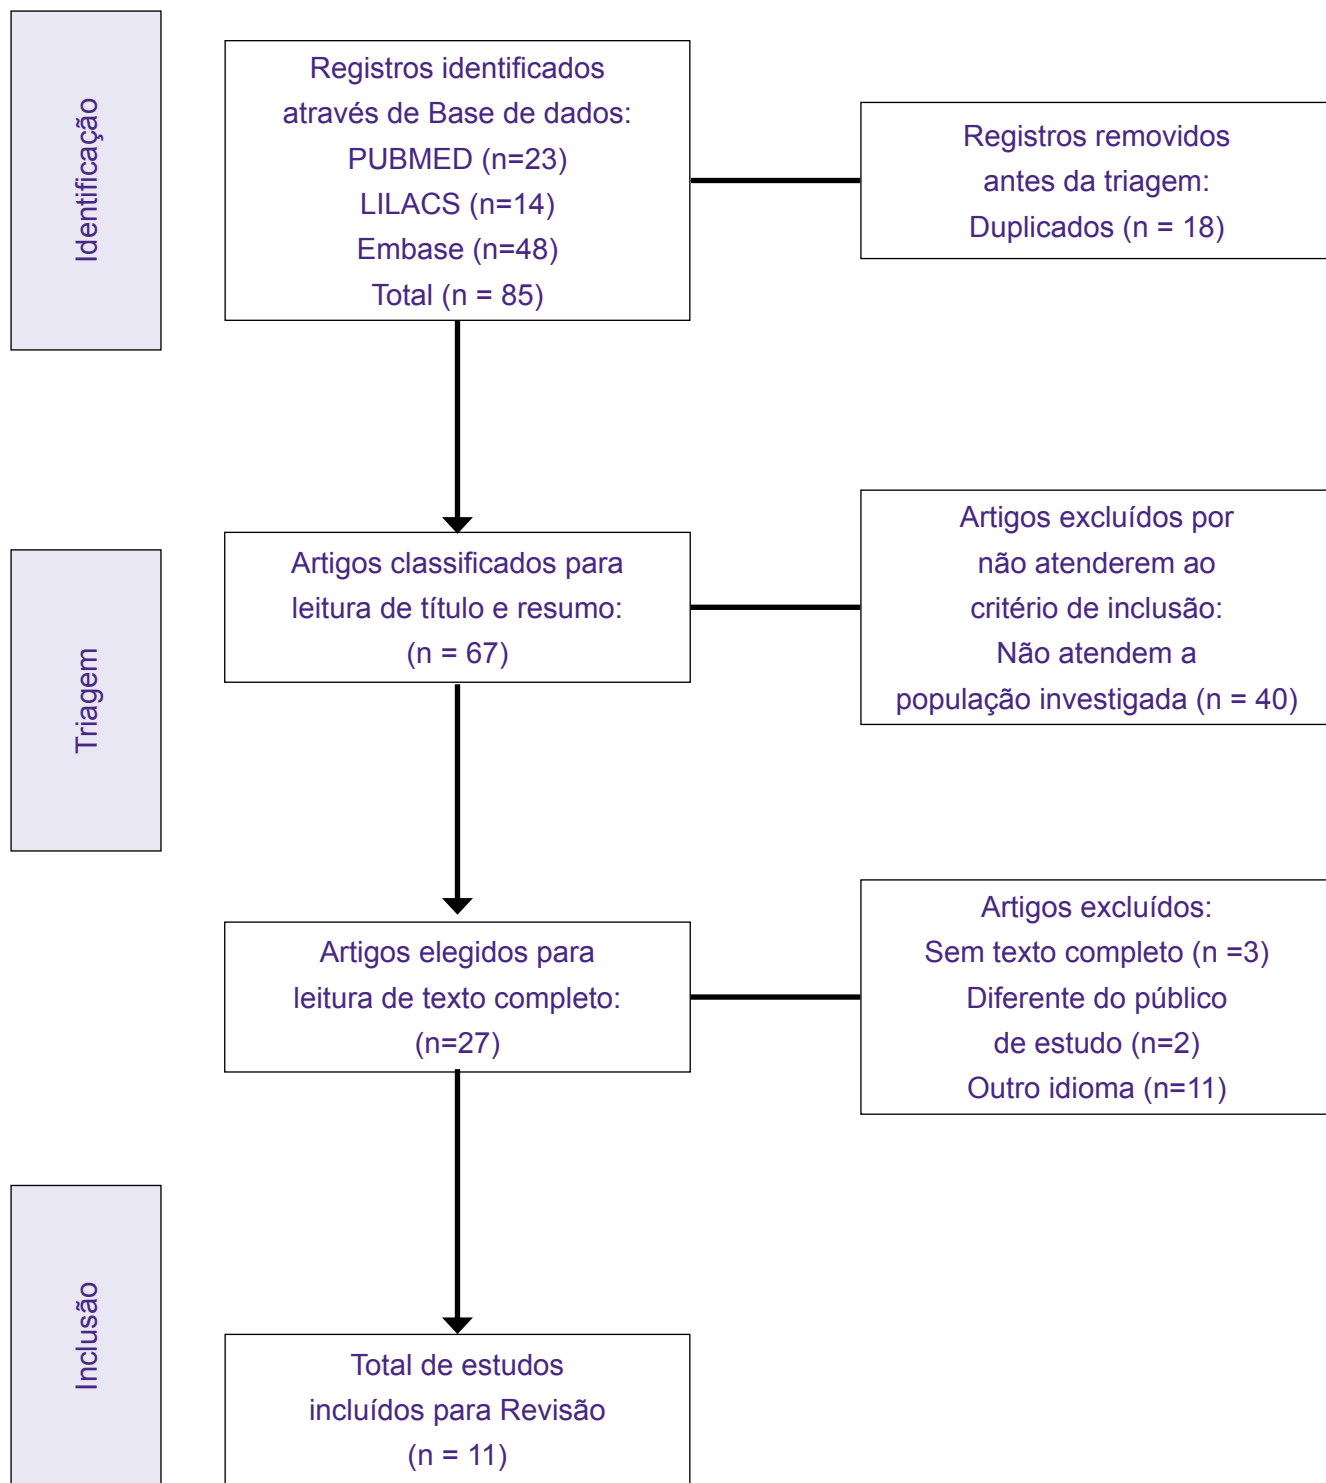 Identificação
Registros identificados
através de Base de dados:
PUBMED (n=23)
LILACS (n=14)
Embase (n=48)
Total (n = 85)
Registros removidos
antes da triagem:
Duplicados (n = 18)
Triagem
Artigos classificados para
leitura de título e resumo:
(n = 67)
Artigos excluídos por
não atenderem ao
critério de inclusão:
Não atendem a
população investigada (n = 40)
Artigos elegidos para
leitura de texto completo:
(n=27)
Artigos excluídos:
Sem texto completo (n =3)
Diferente do público
de estudo (n=2)
Outro idioma (n=11)
Inclusão
Total de estudos
incluídos para Revisão
(n = 11)